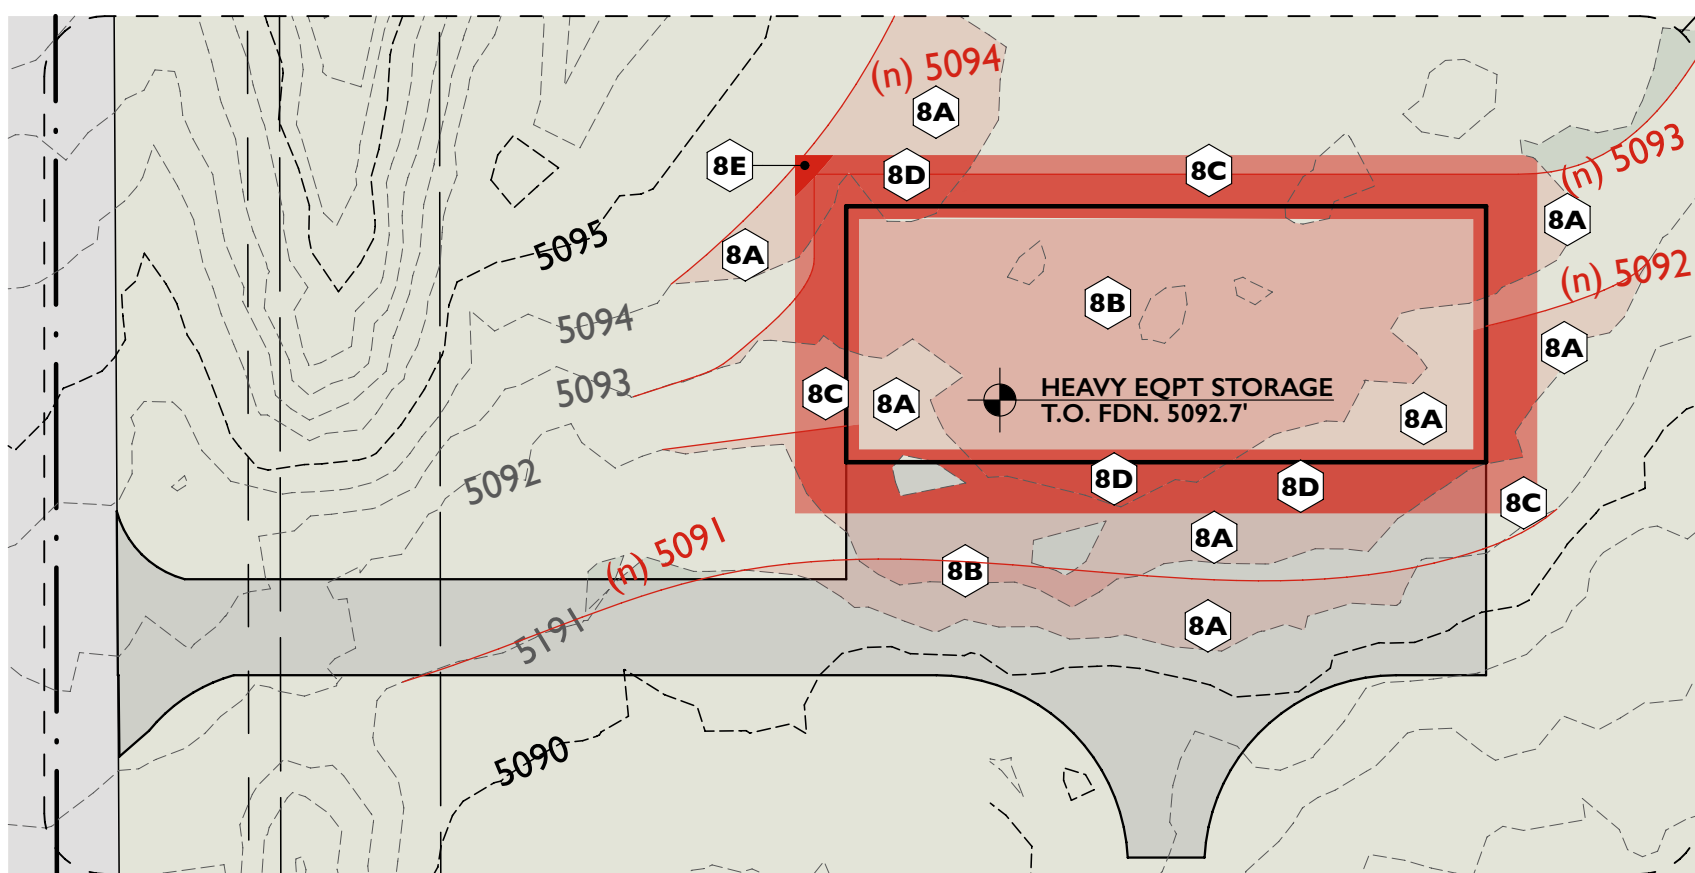 (n) 5094
8A
8E
8D
8C
(n) 5093
8A
5095
8A
(n) 5092
8B
5094
8A
5093
8C
8A
HEAVY EQPT STORAGE
T.O. FDN. 5092.7'
8A
5092
8D
8D
8C
(n) 5091
8A
8B
5191
8A
5090